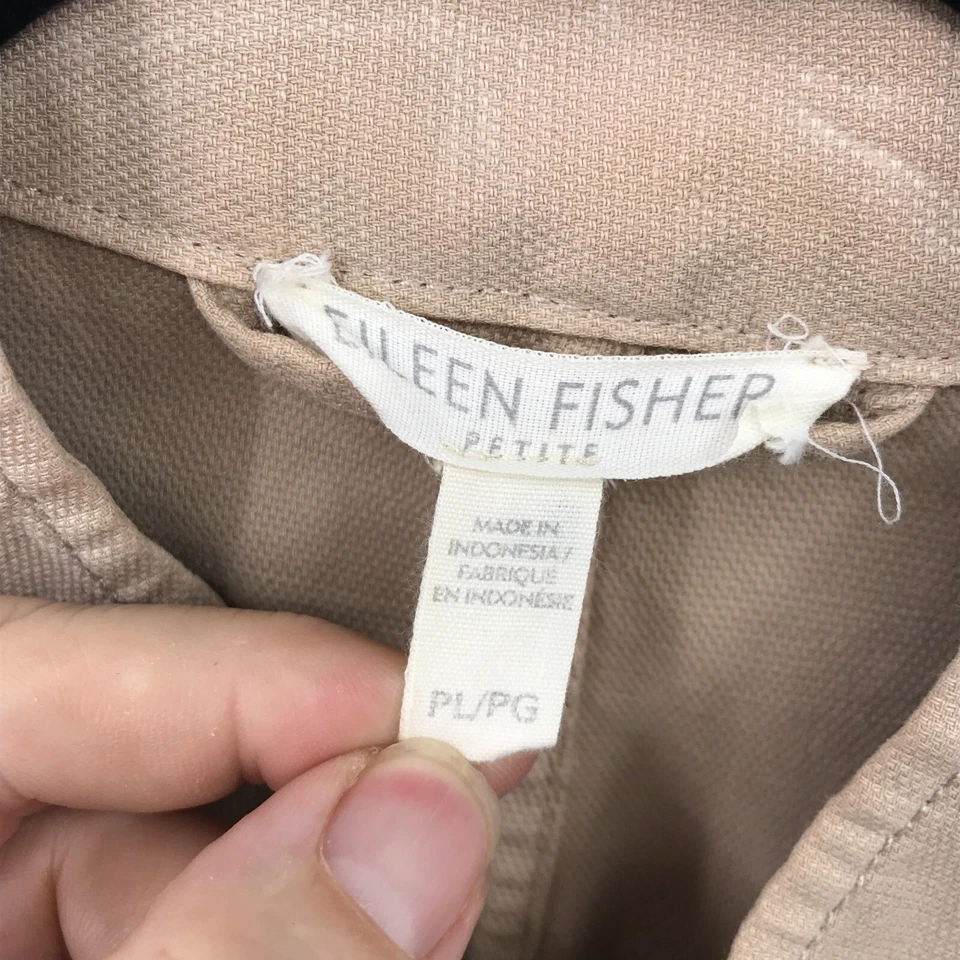 EILEEN FISHER
PETITE
MADE IN
INDONESIA/
FABRIQUÉ
EN INDONÉSIE
PL/PG